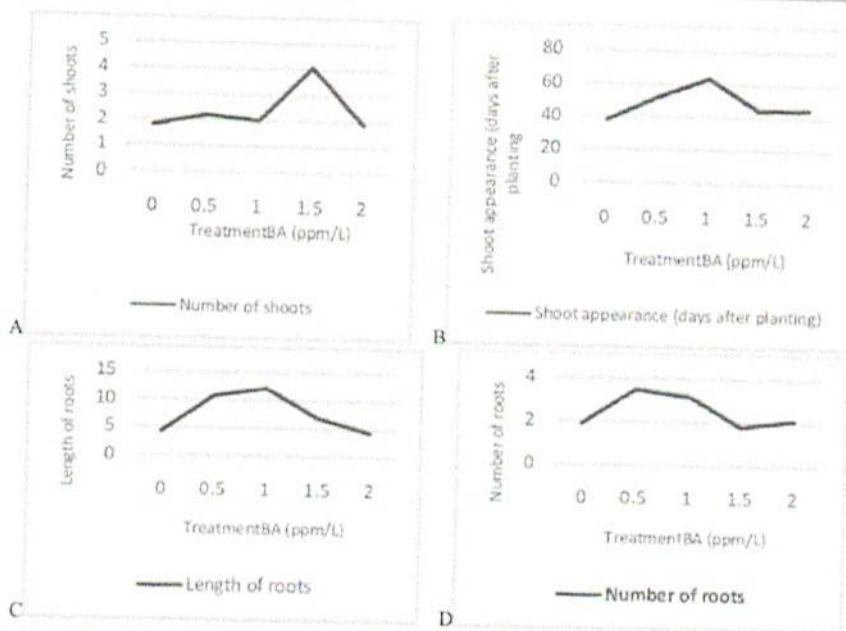 5
4
3
2
1
0
Number of shoots
0 0.5 1 1.5 2
TreatmentBA (ppm/L)
Number of shoots
A
80
60
40
20
0
Shoot appearance (days after
planting
0 0.5 1 1.5 2
TreatmentBA (ppm/L)
Shoot appearance (days after planting)
B
15
10
5
0
Length of roots
0 0.5 1 1.5 2
TreatmentBA (ppm/L)
Length of roots
C
4
2
0
Number of roots
0 0.5 1 1.5 2
TreatmentBA (ppm/L)
Number of roots
D